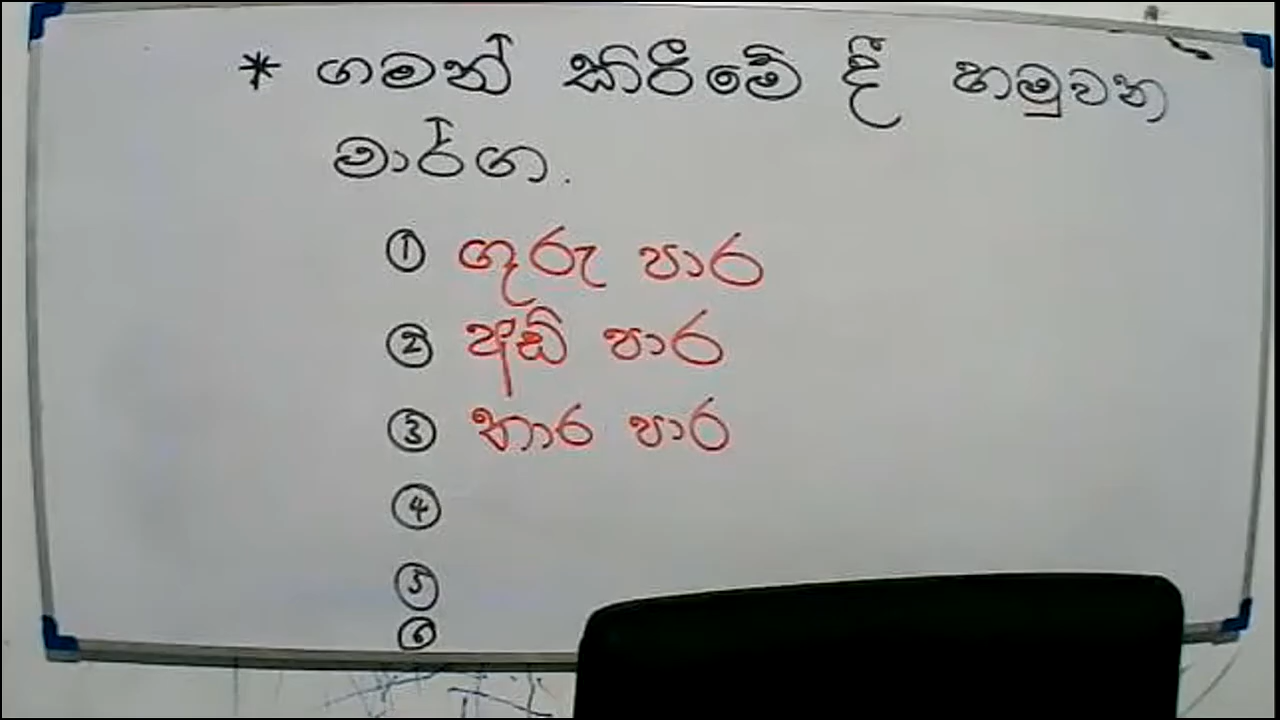 * ගමන් කිරීමේ දී හමුවන
මාර්ග.
① ගුරු පාර
② අඩි පාර
③ තාර පාර
④
⑤
⑥